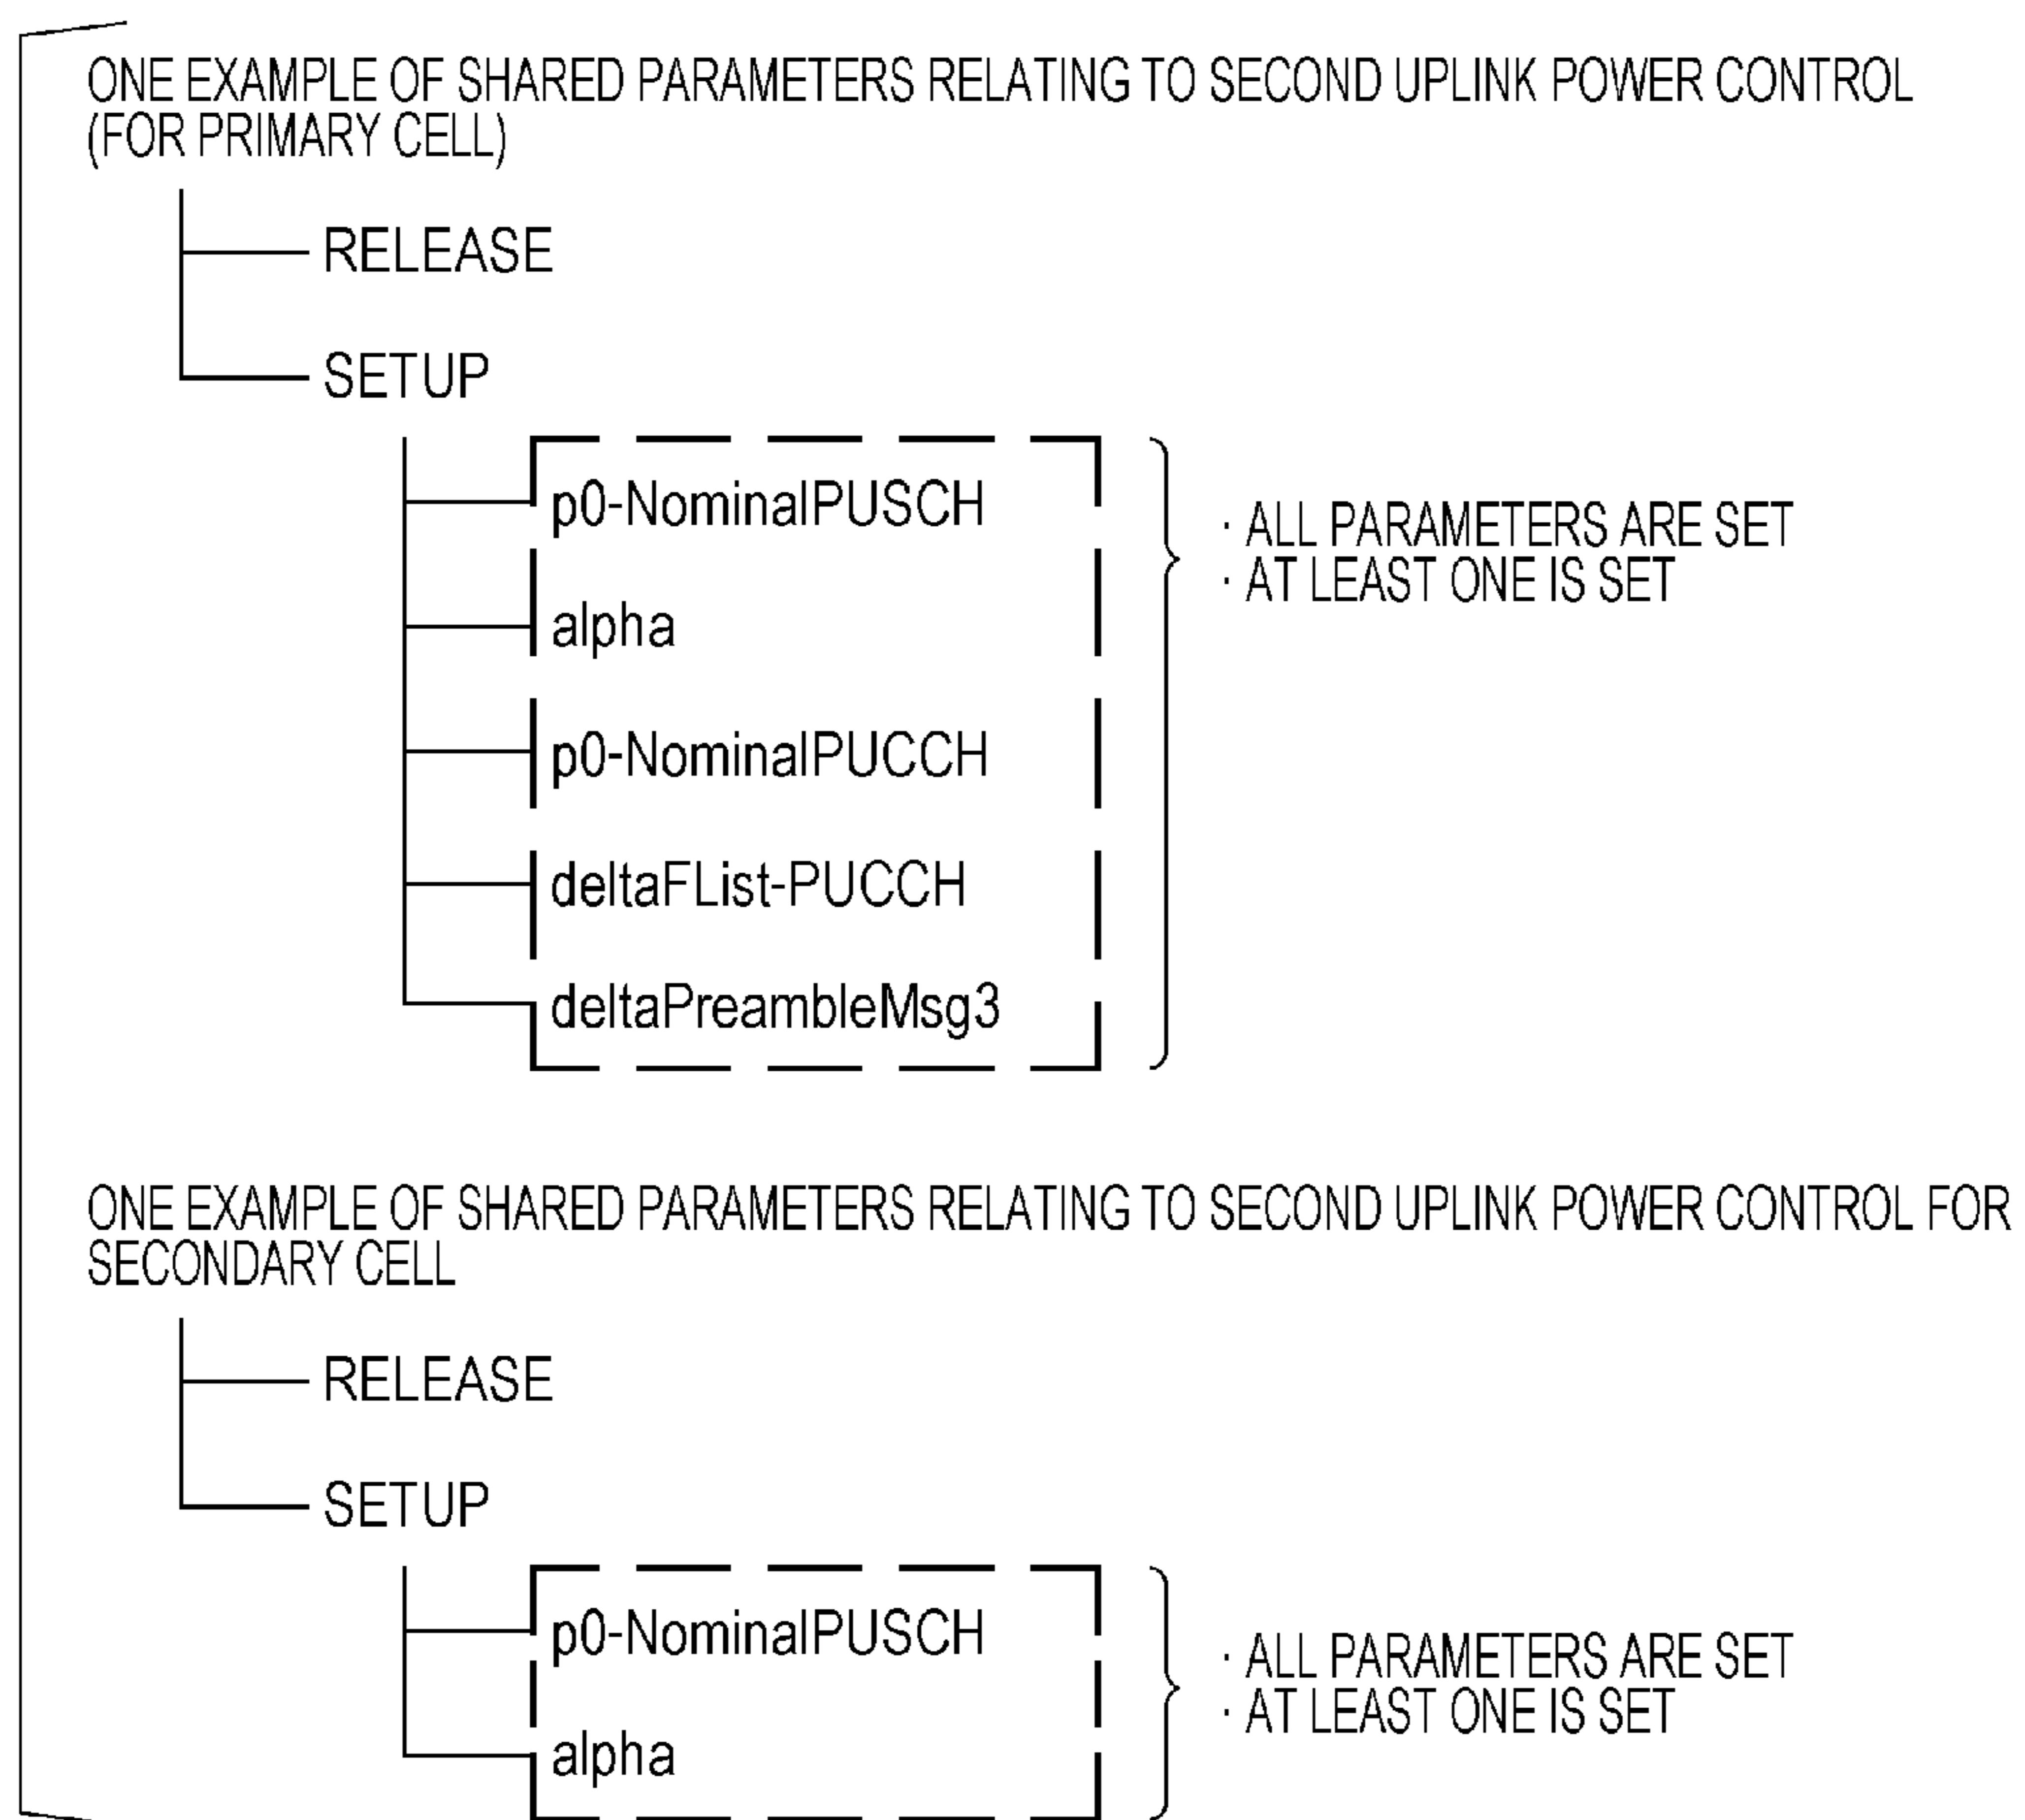 ONE EXAMPLE OF SHARED PARAMETERS RELATING TO SECOND UPLINK POWER CONTROL
(FOR PRIMARY CELL)
RELEASE
SETUP
p0-NominalPUSCH
alpha
p0-NominalPUCCH
deltaFList-PUCCH
deltaPreambleMsg3
· ALL PARAMETERS ARE SET
· AT LEAST ONE IS SET
ONE EXAMPLE OF SHARED PARAMETERS RELATING TO SECOND UPLINK POWER CONTROL FOR
SECONDARY CELL
RELEASE
SETUP
p0-NominalPUSCH
alpha
· ALL PARAMETERS ARE SET
· AT LEAST ONE IS SET